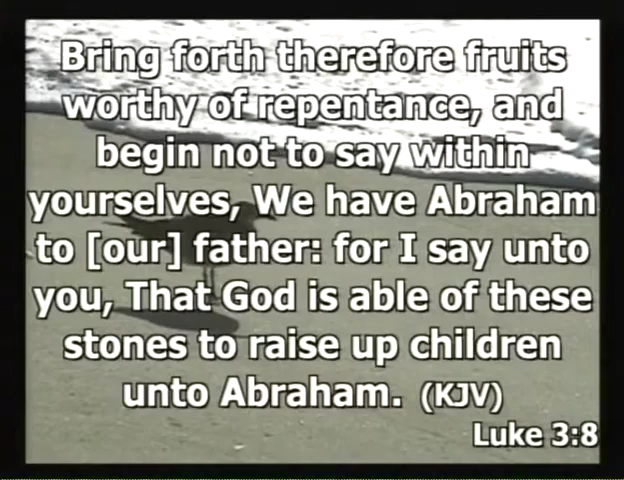 Bring forth therefore fruits
worthy of repentance, and
begin not to say within
yourselves, We have Abraham
to [our] father: for I say unto
you, That God is able of these
stones to raise up children
unto Abraham. (KJV)
Luke 3:8